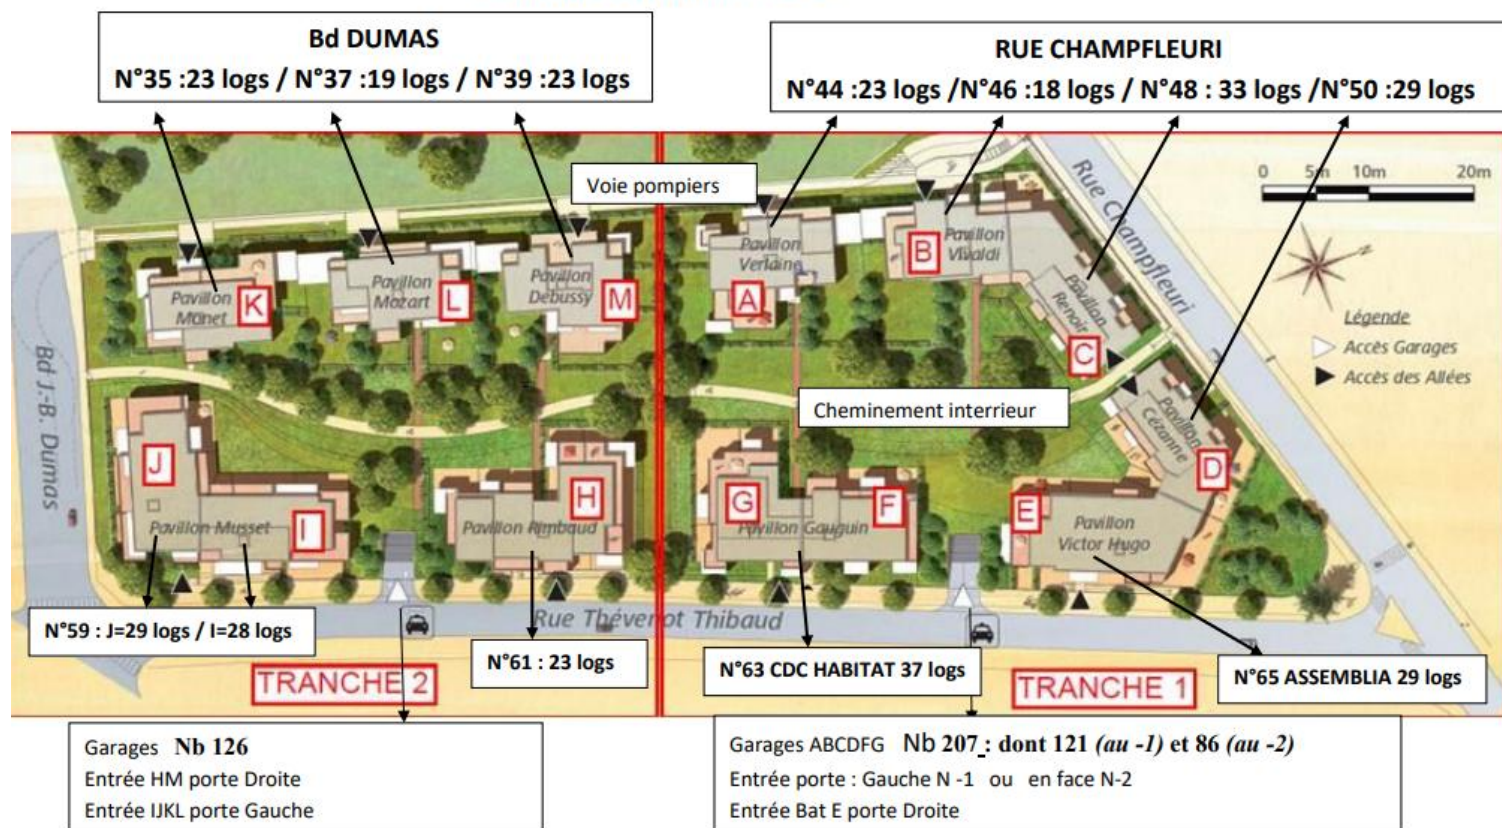 Bd DUMAS
N°35 :23 logs / N°37 :19 logs / N°39 :23 logs
RUE CHAMPFLEURI
N°44 :23 logs /N°46 :18 logs / N°48 : 33 logs /N°50 :29 logs
Voie pompiers
Rue Champfleuri
0 5m 10m 20m
N
Légende
Accès Garages
Accès des Allées
Pavillon
Monet
K
Pavillon
Mozart
L
Pavillon
Debussy
M
Pavillon
Verlaine
A
B
Pavillon
Vivaldi
Pavillon
Renoir
C
Bd J.-B. Dumas
Cheminement interrieur
Pavillon
Cézanne
D
J
Pavillon Musset
I
Pavillon Rimbaud
H
G
Pavillon Gauguin
F
E
Pavillon
Victor Hugo
Rue Thévenot Thibaud
N°59 : J=29 logs / I=28 logs
N°61 : 23 logs
N°63 CDC HABITAT 37 logs
N°65 ASSEMBLIA 29 logs
TRANCHE 2
TRANCHE 1
Garages Nb 126
Entrée HM porte Droite
Entrée IJKL porte Gauche
Garages ABCDFG Nb 207 : dont 121 (au -1) et 86 (au -2)
Entrée porte : Gauche N -1 ou en face N-2
Entrée Bat E porte Droite